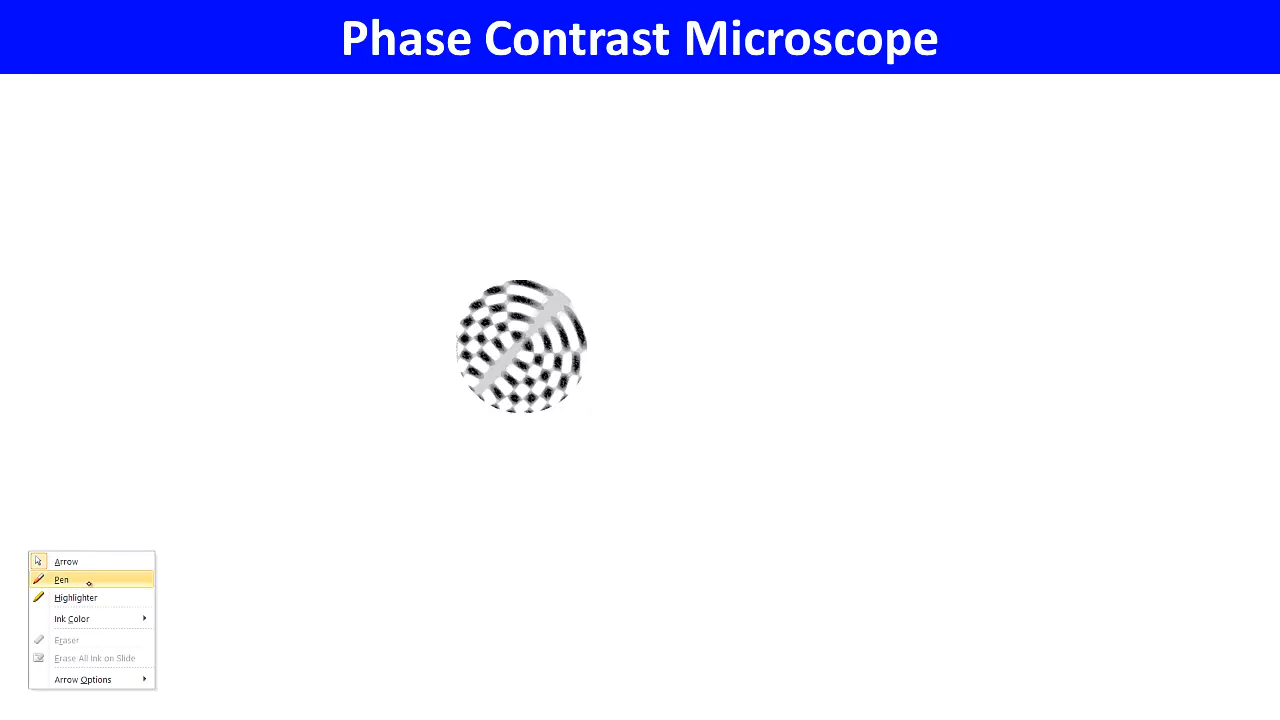 Phase Contrast Microscope
Arrow
Pen
Highlighter
Ink Color
Eraser
Erase All Ink on Slide
Arrow Options